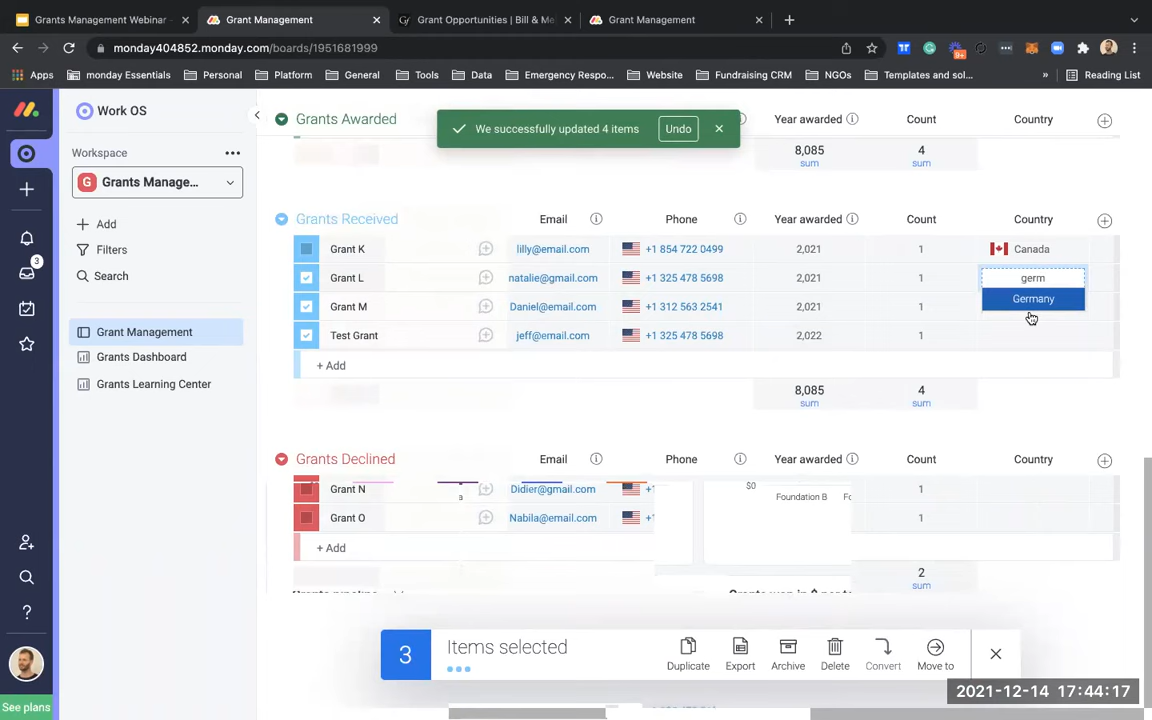 Grants Management Webinar
Grant Management
Grant Opportunities | Bill & Me
Grant Management
monday404852.monday.com/boards/1951681999
9+
Apps
monday Essentials
Personal
Platform
General
Tools
Data
Emergency Respo...
Website
Fundraising CRM
NGOs
Templates and sol...
»
Reading List
Work OS
Workspace
G Grants Manage...
Add
Filters
3
Search
Grant Management
Grants Dashboard
Grants Learning Center
See plans
We successfully updated 4 items
Undo
Grants Awarded
Year awarded
Count
Country
8,085
4
sum
sum
Grants Received
Email
Phone
Year awarded
Count
Country
Grant K
lilly@email.com
+1 854 722 0499
2,021
1
Canada
Grant L
natalie@gmail.com
+1 325 478 5698
2,021
1
germ
Germany
Grant M
Daniel@email.com
+1 312 563 2541
2,021
1
Test Grant
jeff@email.com
+1 325 478 5698
2,022
1
+ Add
8,085
4
sum
sum
Grants Declined
Email
Phone
Year awarded
Count
Country
Grant N
Didier@gmail.com
+1
$0
Foundation B
1
Grant O
Nabila@email.com
+1
1
+ Add
2
sum
3
Items selected
Duplicate
Export
Archive
Delete
Convert
Move to
2021-12-14 17:44:17